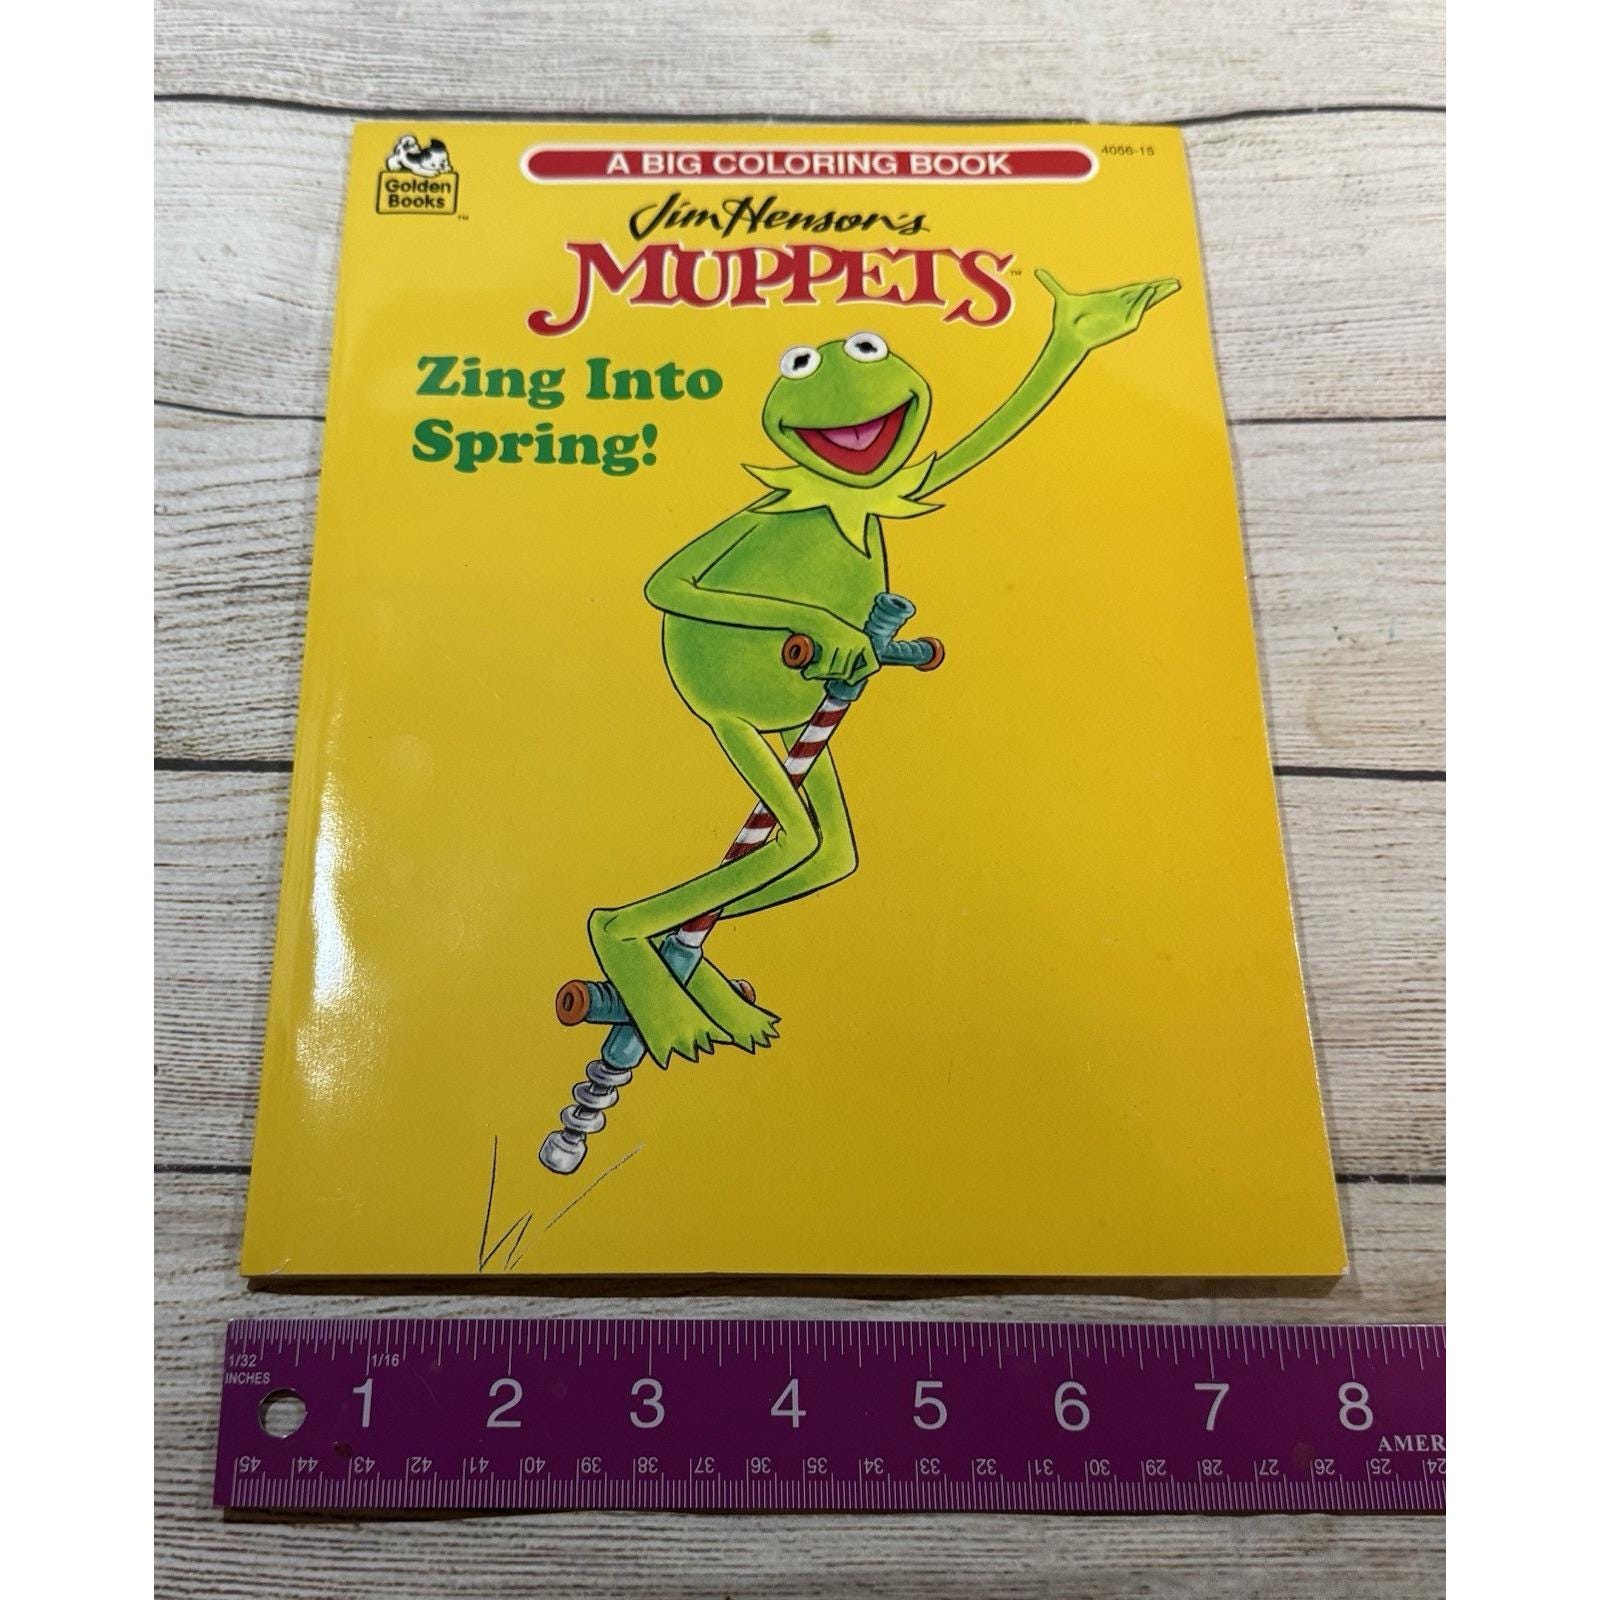 A BIG COLORING BOOK
4056-15
Golden
Books™
Jim Henson's
MUPPETS™
Zing Into
Spring!
1/32
1/16
INCHES
1 2 3 4 5 6 7 8
AMER
45 44 43 42 41 40 39 38 37 36 35 34 33 32 31 30 29 28 27 26 25 24